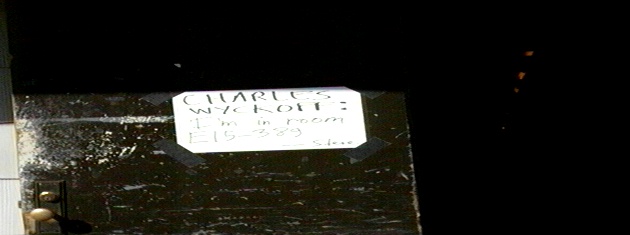 CHARLES
WYCKOFF:
I'm in room
E15-389
— Steve